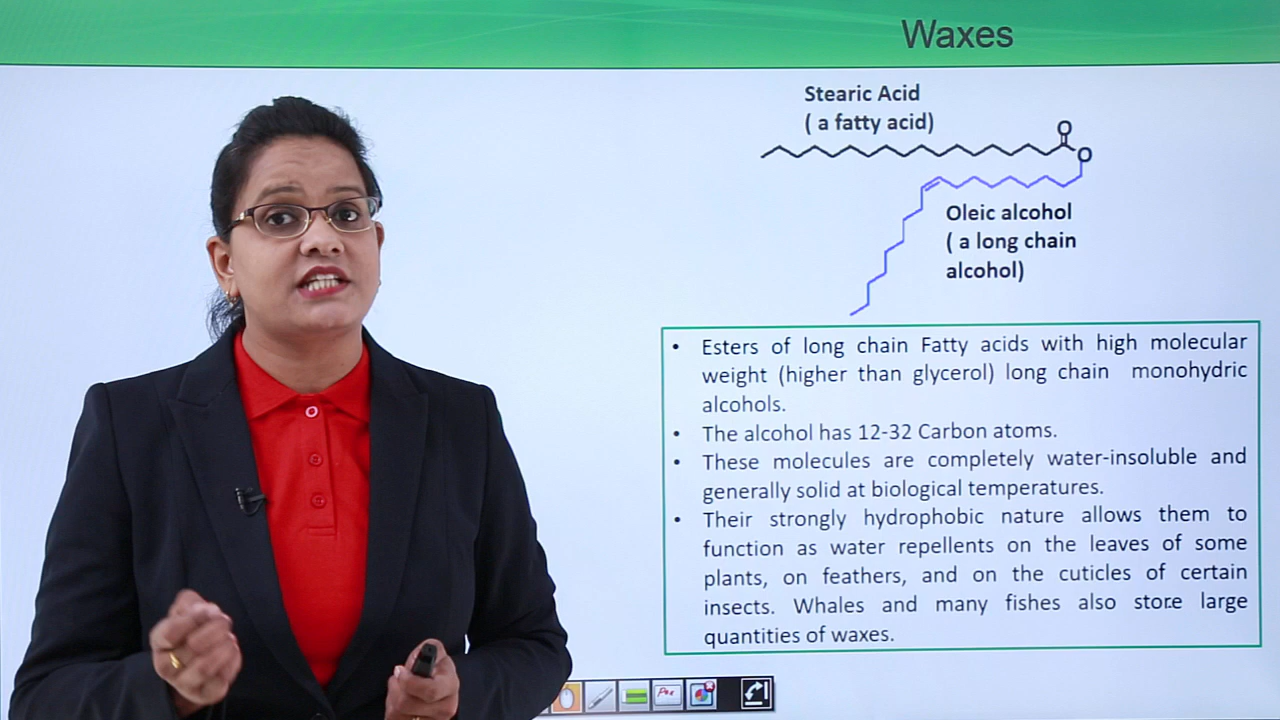 Waxes
Stearic Acid
( a fatty acid)
O
O
Oleic alcohol
( a long chain
alcohol)
• Esters of long chain Fatty acids with high molecular
weight (higher than glycerol) long chain monohydric
alcohols.
• The alcohol has 12-32 Carbon atoms.
• These molecules are completely water-insoluble and
generally solid at biological temperatures.
• Their strongly hydrophobic nature allows them to
function as water repellents on the leaves of some
plants, on feathers, and on the cuticles of certain
insects. Whales and many fishes also store large
quantities of waxes.